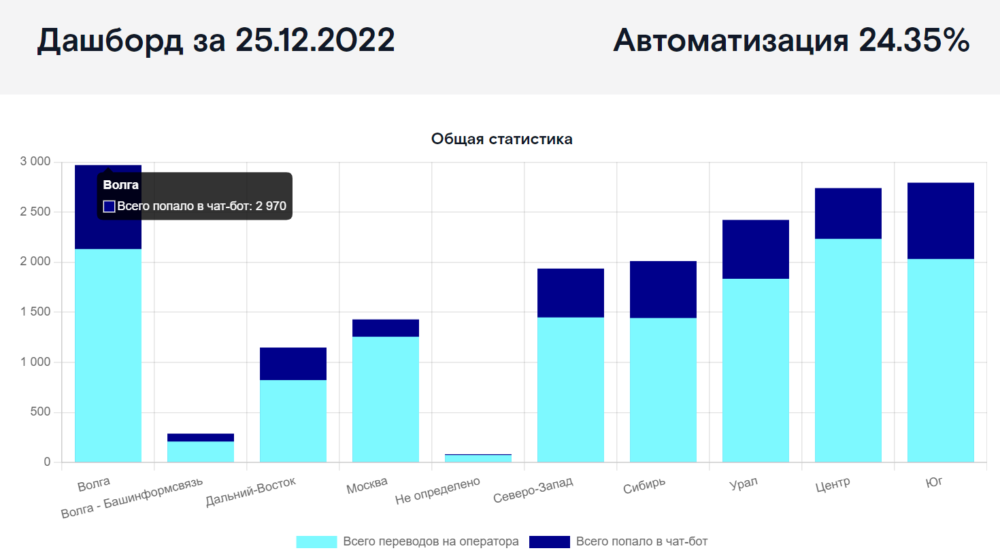 Дашборд за 25.12.2022
Автоматизация 24.35%
Общая статистика
3 000
2 500
2 000
1 500
1 000
500
0
Волга
Всего попало в чат-бот: 2 970
Волга
Волга - Башинформсвязь
Дальний-Восток
Москва
Не определено
Северо-Запад
Сибирь
Урал
Центр
Юг
Всего переводов на оператора
Всего попало в чат-бот